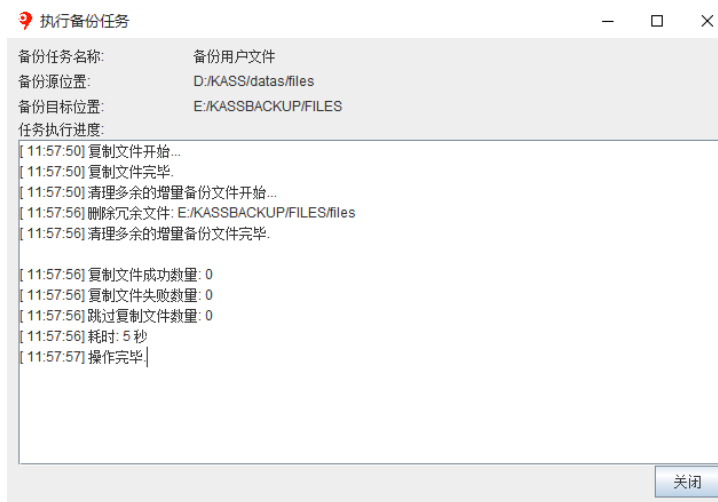 执行备份任务
备份任务名称: 备份用户文件
备份源位置: D:/KASS/datas/files
备份目标位置: E:/KASSBACKUP/FILES
任务执行进度:
[ 11:57:50] 复制文件开始...
[ 11:57:50] 复制文件完毕.
[ 11:57:50] 清理多余的增量备份文件开始...
[ 11:57:56] 删除冗余文件: E:/KASSBACKUP/FILES/files
[ 11:57:56] 清理多余的增量备份文件完毕.
[ 11:57:56] 复制文件成功数量: 0
[ 11:57:56] 复制文件失败数量: 0
[ 11:57:56] 跳过复制文件数量: 0
[ 11:57:56] 耗时: 5 秒
[ 11:57:57] 操作完毕.
关闭